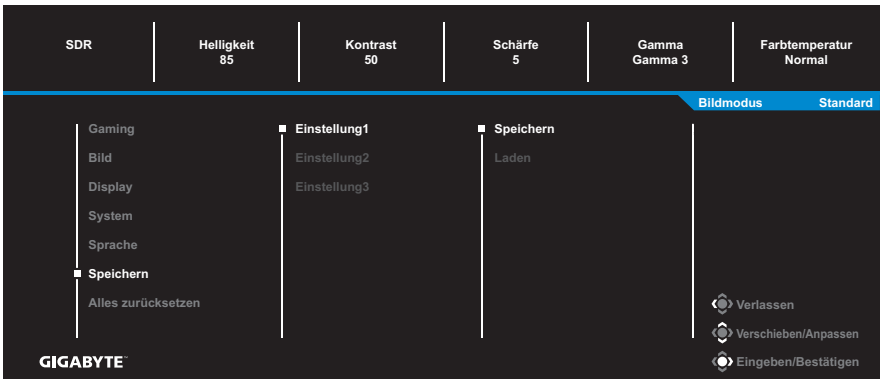 SDR
Helligkeit
85
Kontrast
50
Schärfe
5
Gamma
Gamma 3
Farbtemperatur
Normal
Bildmodus Standard
Gaming
Bild
Display
System
Sprache
Speichern
Alles zurücksetzen
Einstellung1
Einstellung2
Einstellung3
Speichern
Laden
Verlassen
Verschieben/Anpassen
Eingeben/Bestätigen
GIGABYTE™